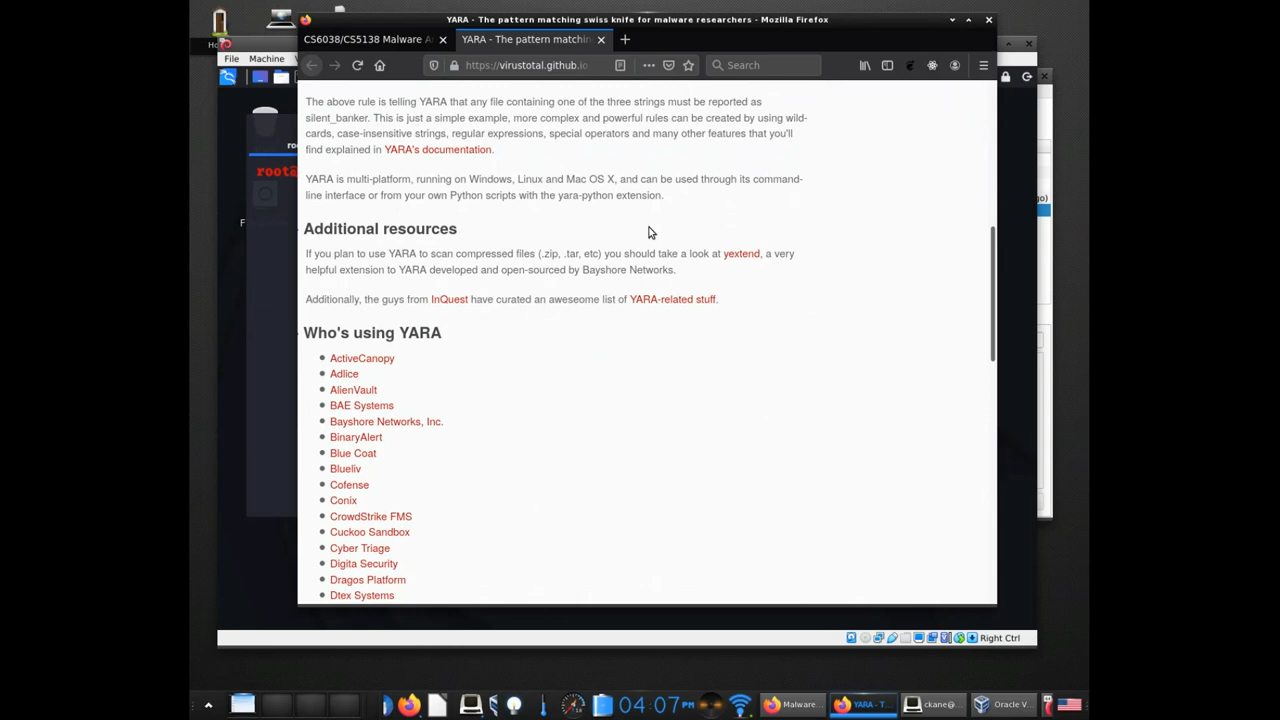 YARA - The pattern matching swiss knife for malware researchers - Mozilla Firefox
CS6038/CS5138 Malware A
YARA - The pattern matchin
File Machine
https://virustotal.github.io
Search
The above rule is telling YARA that any file containing one of the three strings must be reported as
silent_banker. This is just a simple example, more complex and powerful rules can be created by using wild-
cards, case-insensitive strings, regular expressions, special operators and many other features that you'll
find explained in YARA's documentation.
YARA is multi-platform, running on Windows, Linux and Mac OS X, and can be used through its command-
line interface or from your own Python scripts with the yara-python extension.
root@
Additional resources
If you plan to use YARA to scan compressed files (.zip, .tar, etc) you should take a look at yextend, a very
helpful extension to YARA developed and open-sourced by Bayshore Networks.
Additionally, the guys from InQuest have curated an aweseome list of YARA-related stuff.
Who's using YARA
ActiveCanopy
Adlice
AlienVault
BAE Systems
Bayshore Networks, Inc.
BinaryAlert
Blue Coat
Blueliv
Cofense
Conix
CrowdStrike FMS
Cuckoo Sandbox
Cyber Triage
Digita Security
Dragos Platform
Dtex Systems
Right Ctrl
04:07PM
Malware...
YARA - T...
ckane@...
Oracle V...